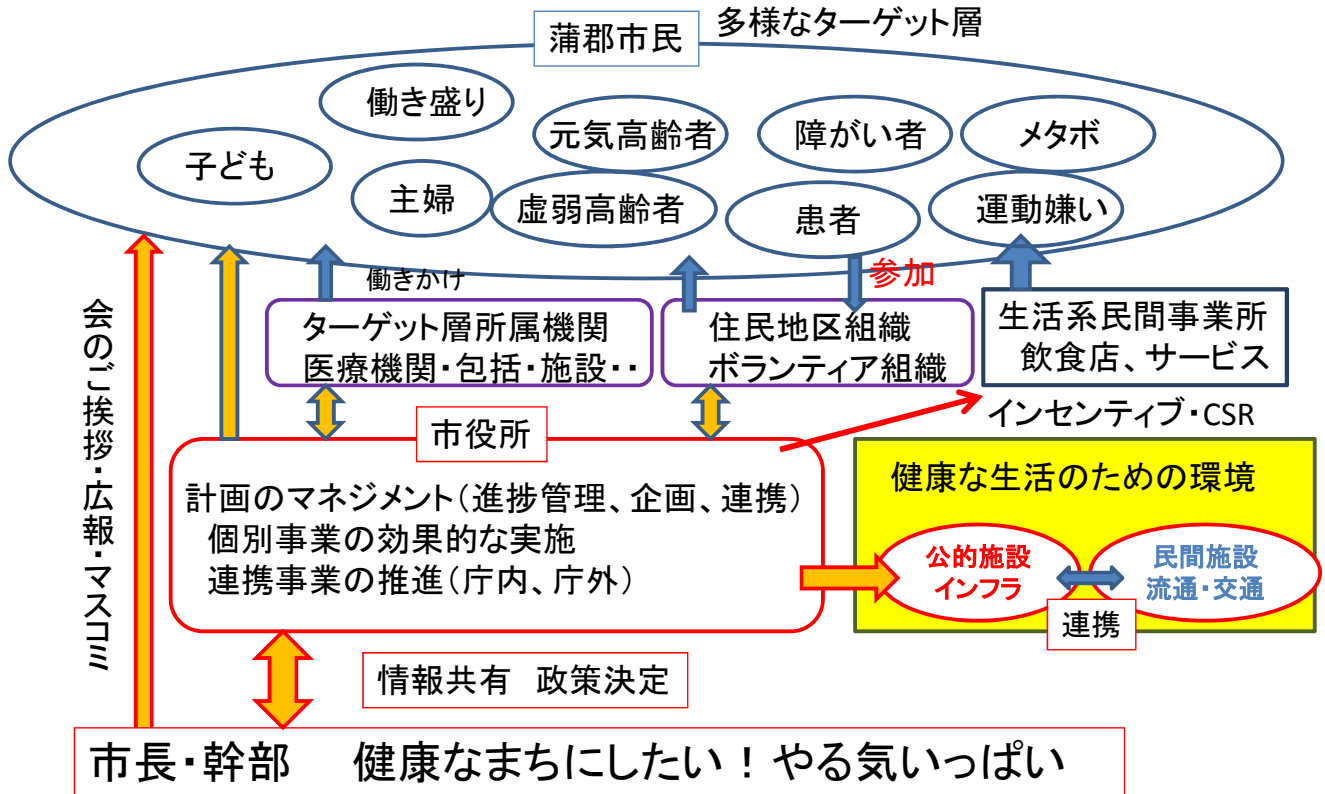 蒲郡市民
多様なターゲット層
働き盛り
元気高齢者
障がい者
メタボ
子ども
主婦
虚弱高齢者
患者
運動嫌い
働きかけ
参加
ターゲット層所属機関
医療機関・包括・施設・・
住民地区組織
ボランティア組織
生活系民間事業所
飲食店、サービス
インセンティブ・CSR
会のご挨拶・広報・マスコミ
市役所
計画のマネジメント(進捗管理、企画、連携)
個別事業の効果的な実施
連携事業の推進(庁内、庁外)
健康な生活のための環境
公的施設
インフラ
民間施設
流通・交通
連携
情報共有 政策決定
市長・幹部 健康なまちにしたい!やる気いっぱい